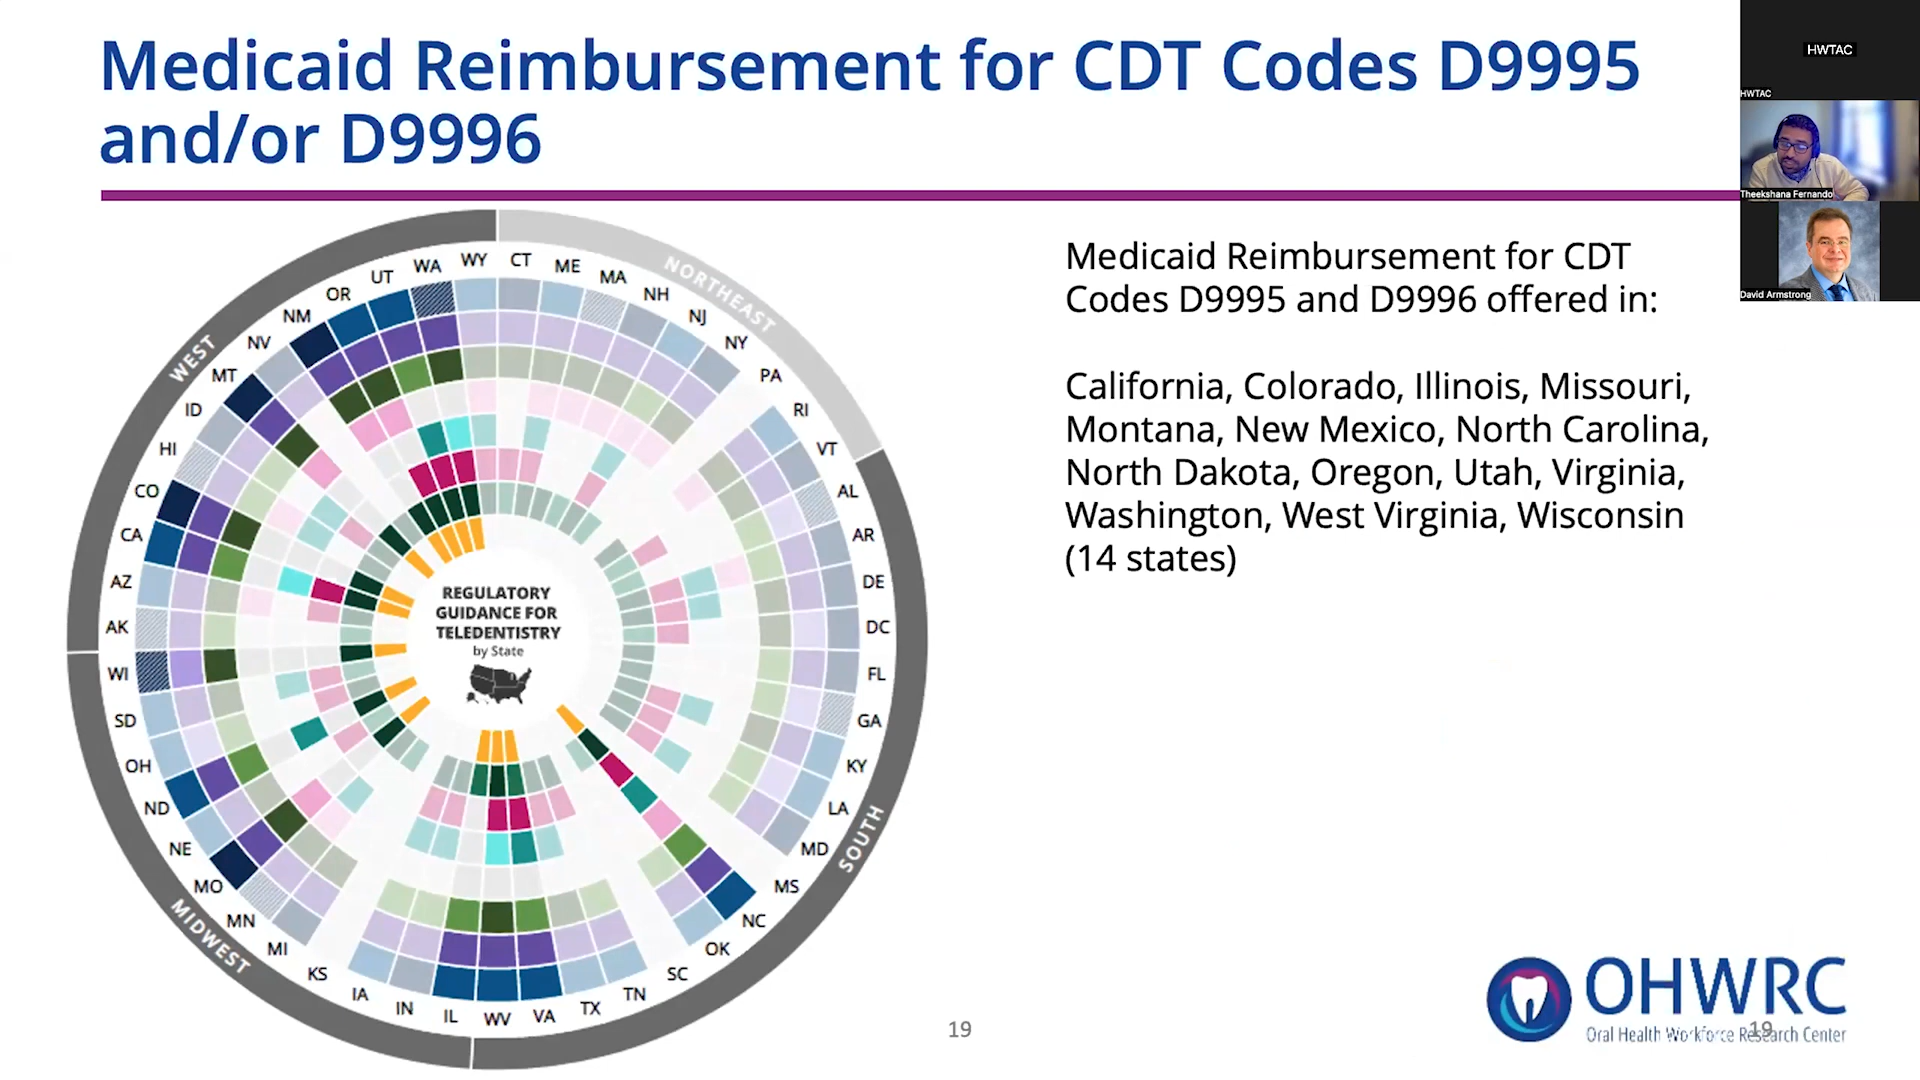 Medicaid Reimbursement for CDT Codes D9995
and/or D9996
HWTAC
HWTAC
Theekshana Fernando
David Armstrong
Medicaid Reimbursement for CDT
Codes D9995 and D9996 offered in:
California, Colorado, Illinois, Missouri,
Montana, New Mexico, North Carolina,
North Dakota, Oregon, Utah, Virginia,
Washington, West Virginia, Wisconsin
(14 states)
NORTHEAST
CT
ME
MA
NH
NJ
NY
PA
RI
VT
SOUTH
AL
AR
DE
DC
FL
GA
KY
LA
MD
MS
NC
OK
SC
TN
TX
VA
WV
MIDWEST
IL
IN
IA
KS
MI
MN
MO
NE
ND
OH
SD
WI
WEST
AK
AZ
CA
CO
HI
ID
MT
NV
NM
OR
UT
WA
WY
REGULATORY
GUIDANCE FOR
TELEDENTISTRY
by State
19
OHWRC
Oral Health Workforce Research Center
19